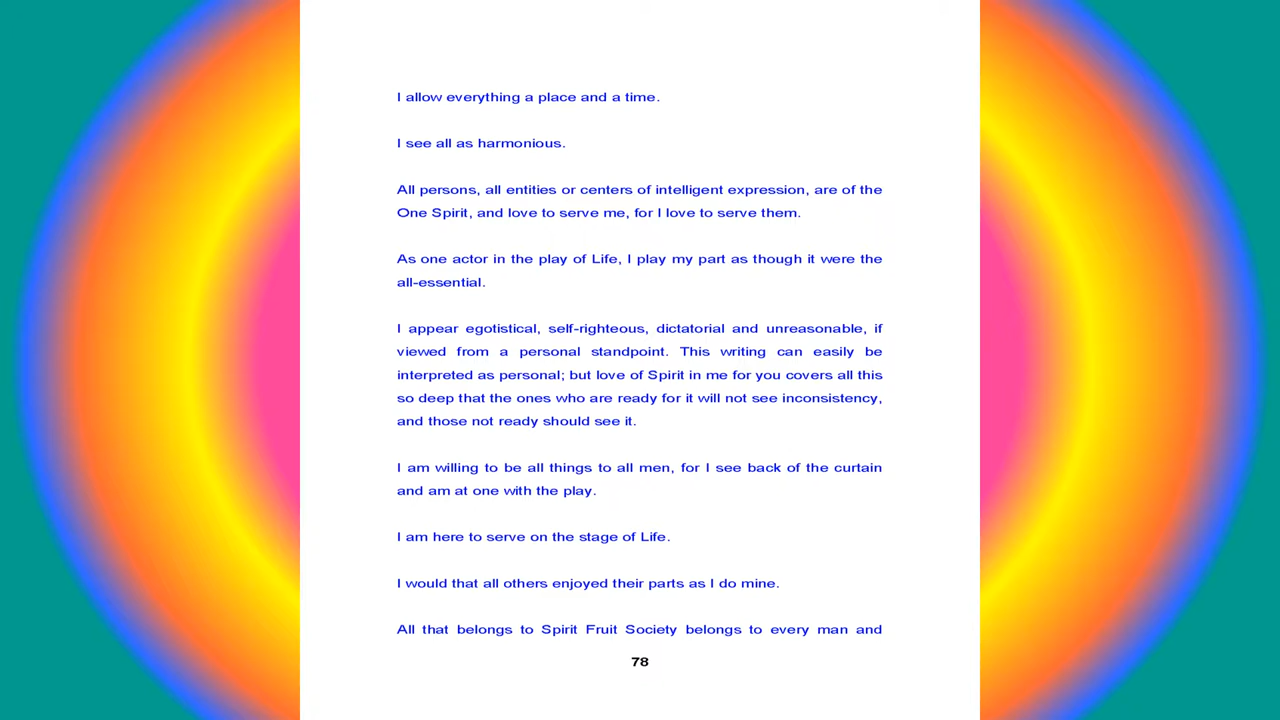 I allow everything a place and a time.
I see all as harmonious.
All persons, all entities or centers of intelligent expression, are of the
One Spirit, and love to serve me, for I love to serve them.
As one actor in the play of Life, I play my part as though it were the
all-essential.
I appear egotistical, self-righteous, dictatorial and unreasonable, if
viewed from a personal standpoint. This writing can easily be
interpreted as personal; but love of Spirit in me for you covers all this
so deep that the ones who are ready for it will not see inconsistency,
and those not ready should see it.
I am willing to be all things to all men, for I see back of the curtain
and am at one with the play.
I am here to serve on the stage of Life.
I would that all others enjoyed their parts as I do mine.
All that belongs to Spirit Fruit Society belongs to every man and
78